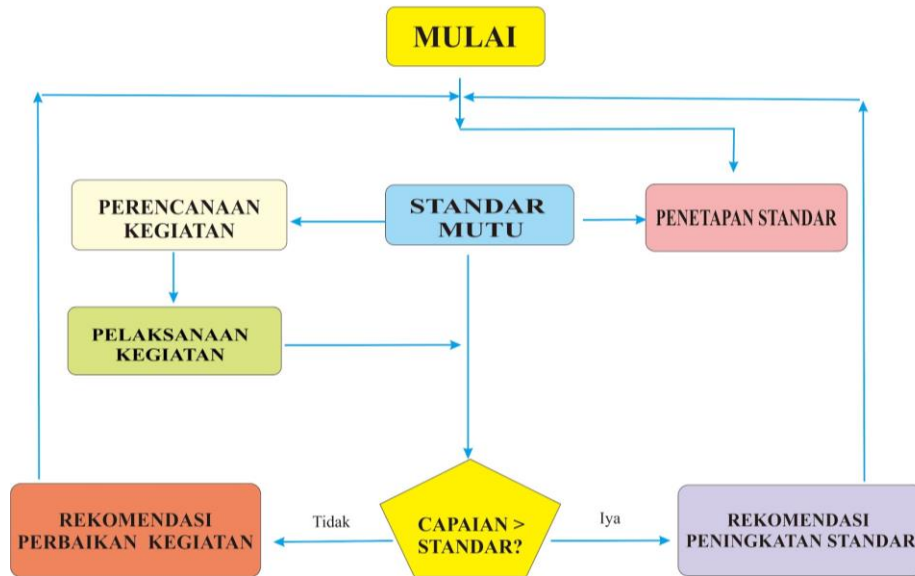 MULAI
PERENCANAAN
KEGIATAN
STANDAR
MUTU
PENETAPAN STANDAR
PELAKSANAAN
KEGIATAN
REKOMENDASI
PERBAIKAN KEGIATAN
Tidak
CAPAIAN >
STANDAR?
Iya
REKOMENDASI
PENINGKATAN STANDAR